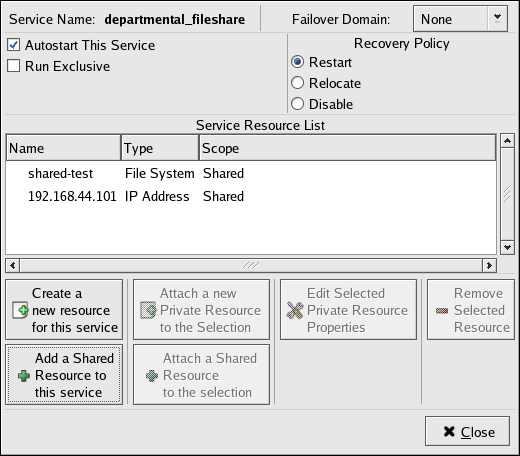 Service Name: departmental_fileshare Failover Domain: None
Autostart This Service
Run Exclusive
Recovery Policy
Restart
Relocate
Disable
Service Resource List
Name Type Scope
shared-test File System Shared
192.168.44.101 IP Address Shared
Create a
new resource
for this service
Attach a new
Private Resource
to the Selection
Edit Selected
Private Resource
Properties
Remove
Selected
Resource
Add a Shared
Resource to
this service
Attach a Shared
Resource
to the selection
Close